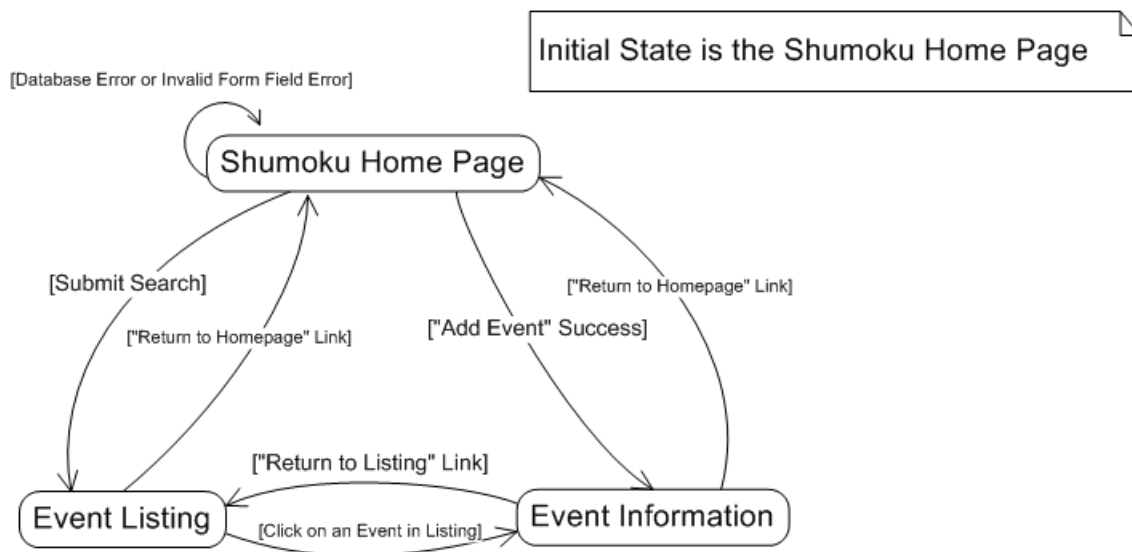 Initial State is the Shumoku Home Page
[Database Error or Invalid Form Field Error]
Shumoku Home Page
[Submit Search]
["Return to Homepage" Link]
["Return to Homepage" Link]
["Add Event" Success]
["Return to Listing" Link]
Event Listing
[Click on an Event in Listing]
Event Information